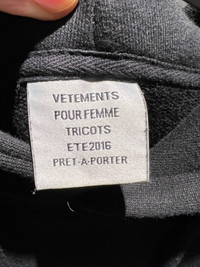 VETEMENTS
POUR FEMME
TRICOTS
ETE2016
PRET-A-PORTER